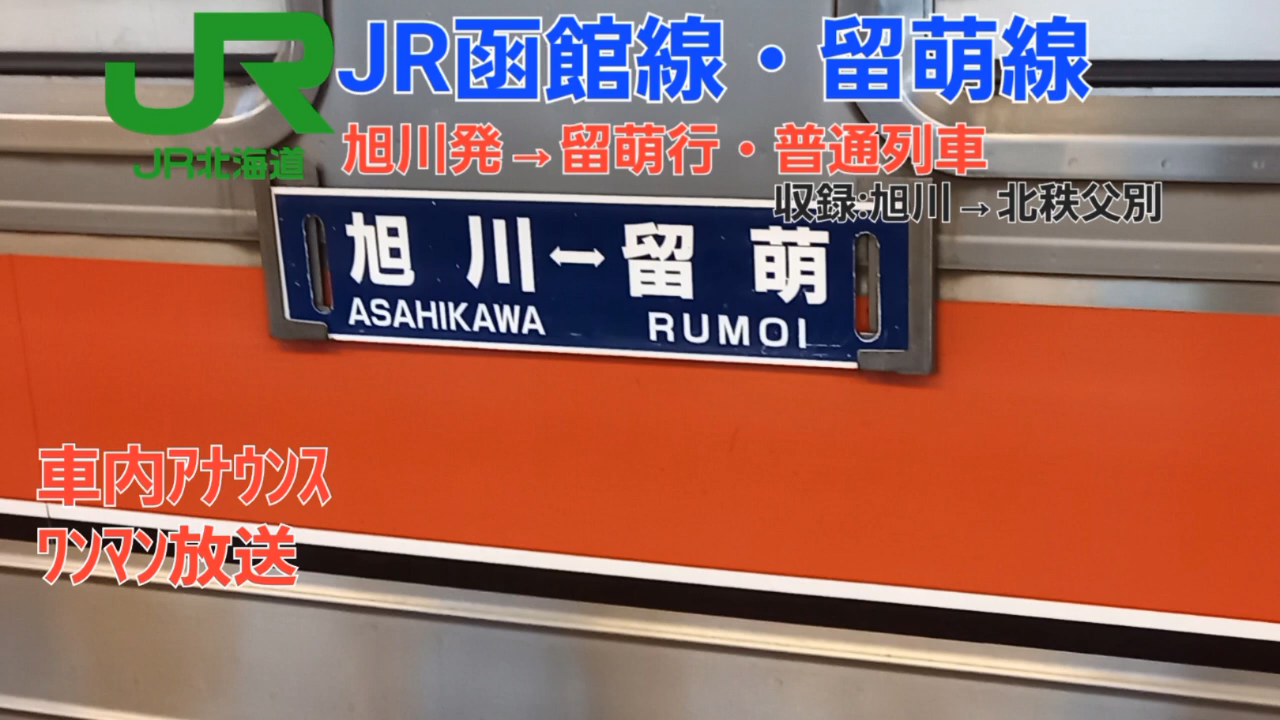 JR
JR北海道
JR函館線・留萌線
旭川発→留萌行・普通列車
収録:旭川→北秩父別
旭川↔留萌
ASAHIKAWA RUMOI
車内ｱﾅｳﾝｽ
ﾜﾝﾏﾝ放送